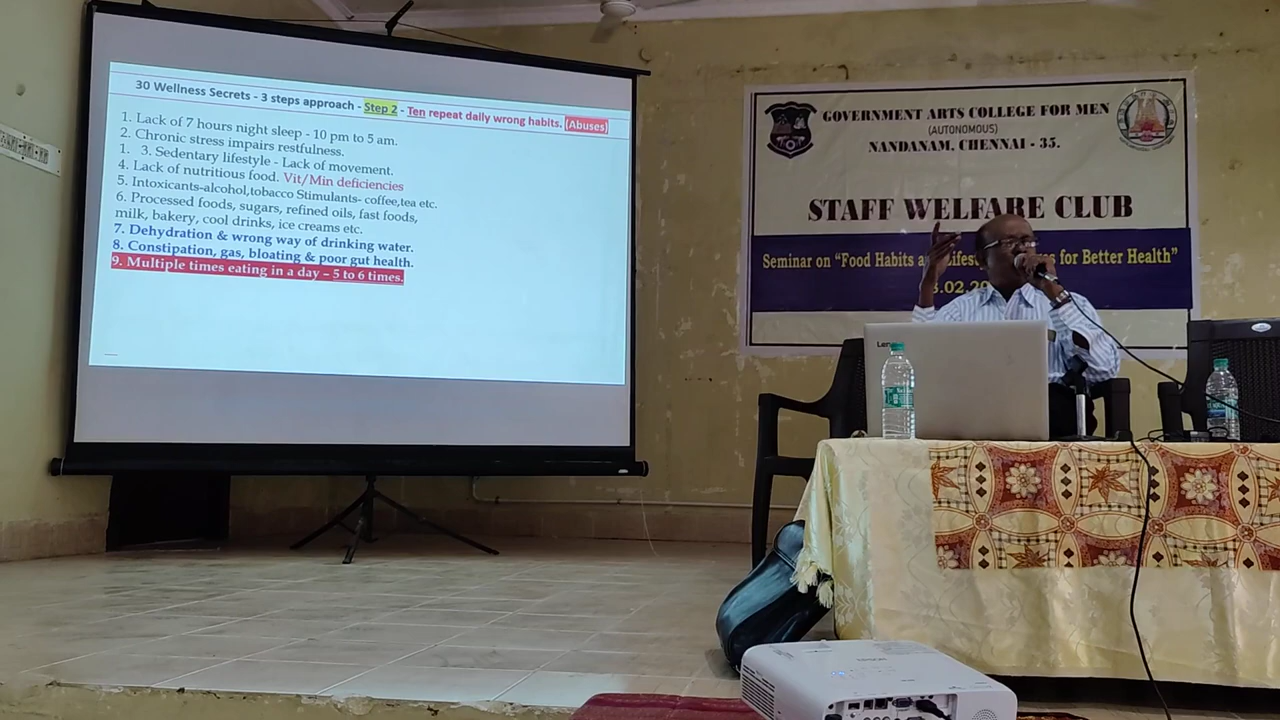 30 Wellness Secrets - 3 steps approach - Step 2 - Ten repeat daily wrong habits. (Abuses)
1. Lack of 7 hours night sleep - 10 pm to 5 am.
2. Chronic stress impairs restfulness.
1. 3. Sedentary lifestyle - Lack of movement.
4. Lack of nutritious food. Vit/Min deficiencies
5. Intoxicants-alcohol,tobacco Stimulants- coffee,tea etc.
6. Processed foods, sugars, refined oils, fast foods,
milk, bakery, cool drinks, ice creams etc.
7. Dehydration & wrong way of drinking water.
8. Constipation, gas, bloating & poor gut health.
9. Multiple times eating in a day – 5 to 6 times.
GOVERNMENT ARTS COLLEGE FOR MEN
(AUTONOMOUS)
NANDANAM, CHENNAI - 35.
STAFF WELFARE CLUB
Seminar on “Food Habits for Better Health”
.02.20
Len
EPSON